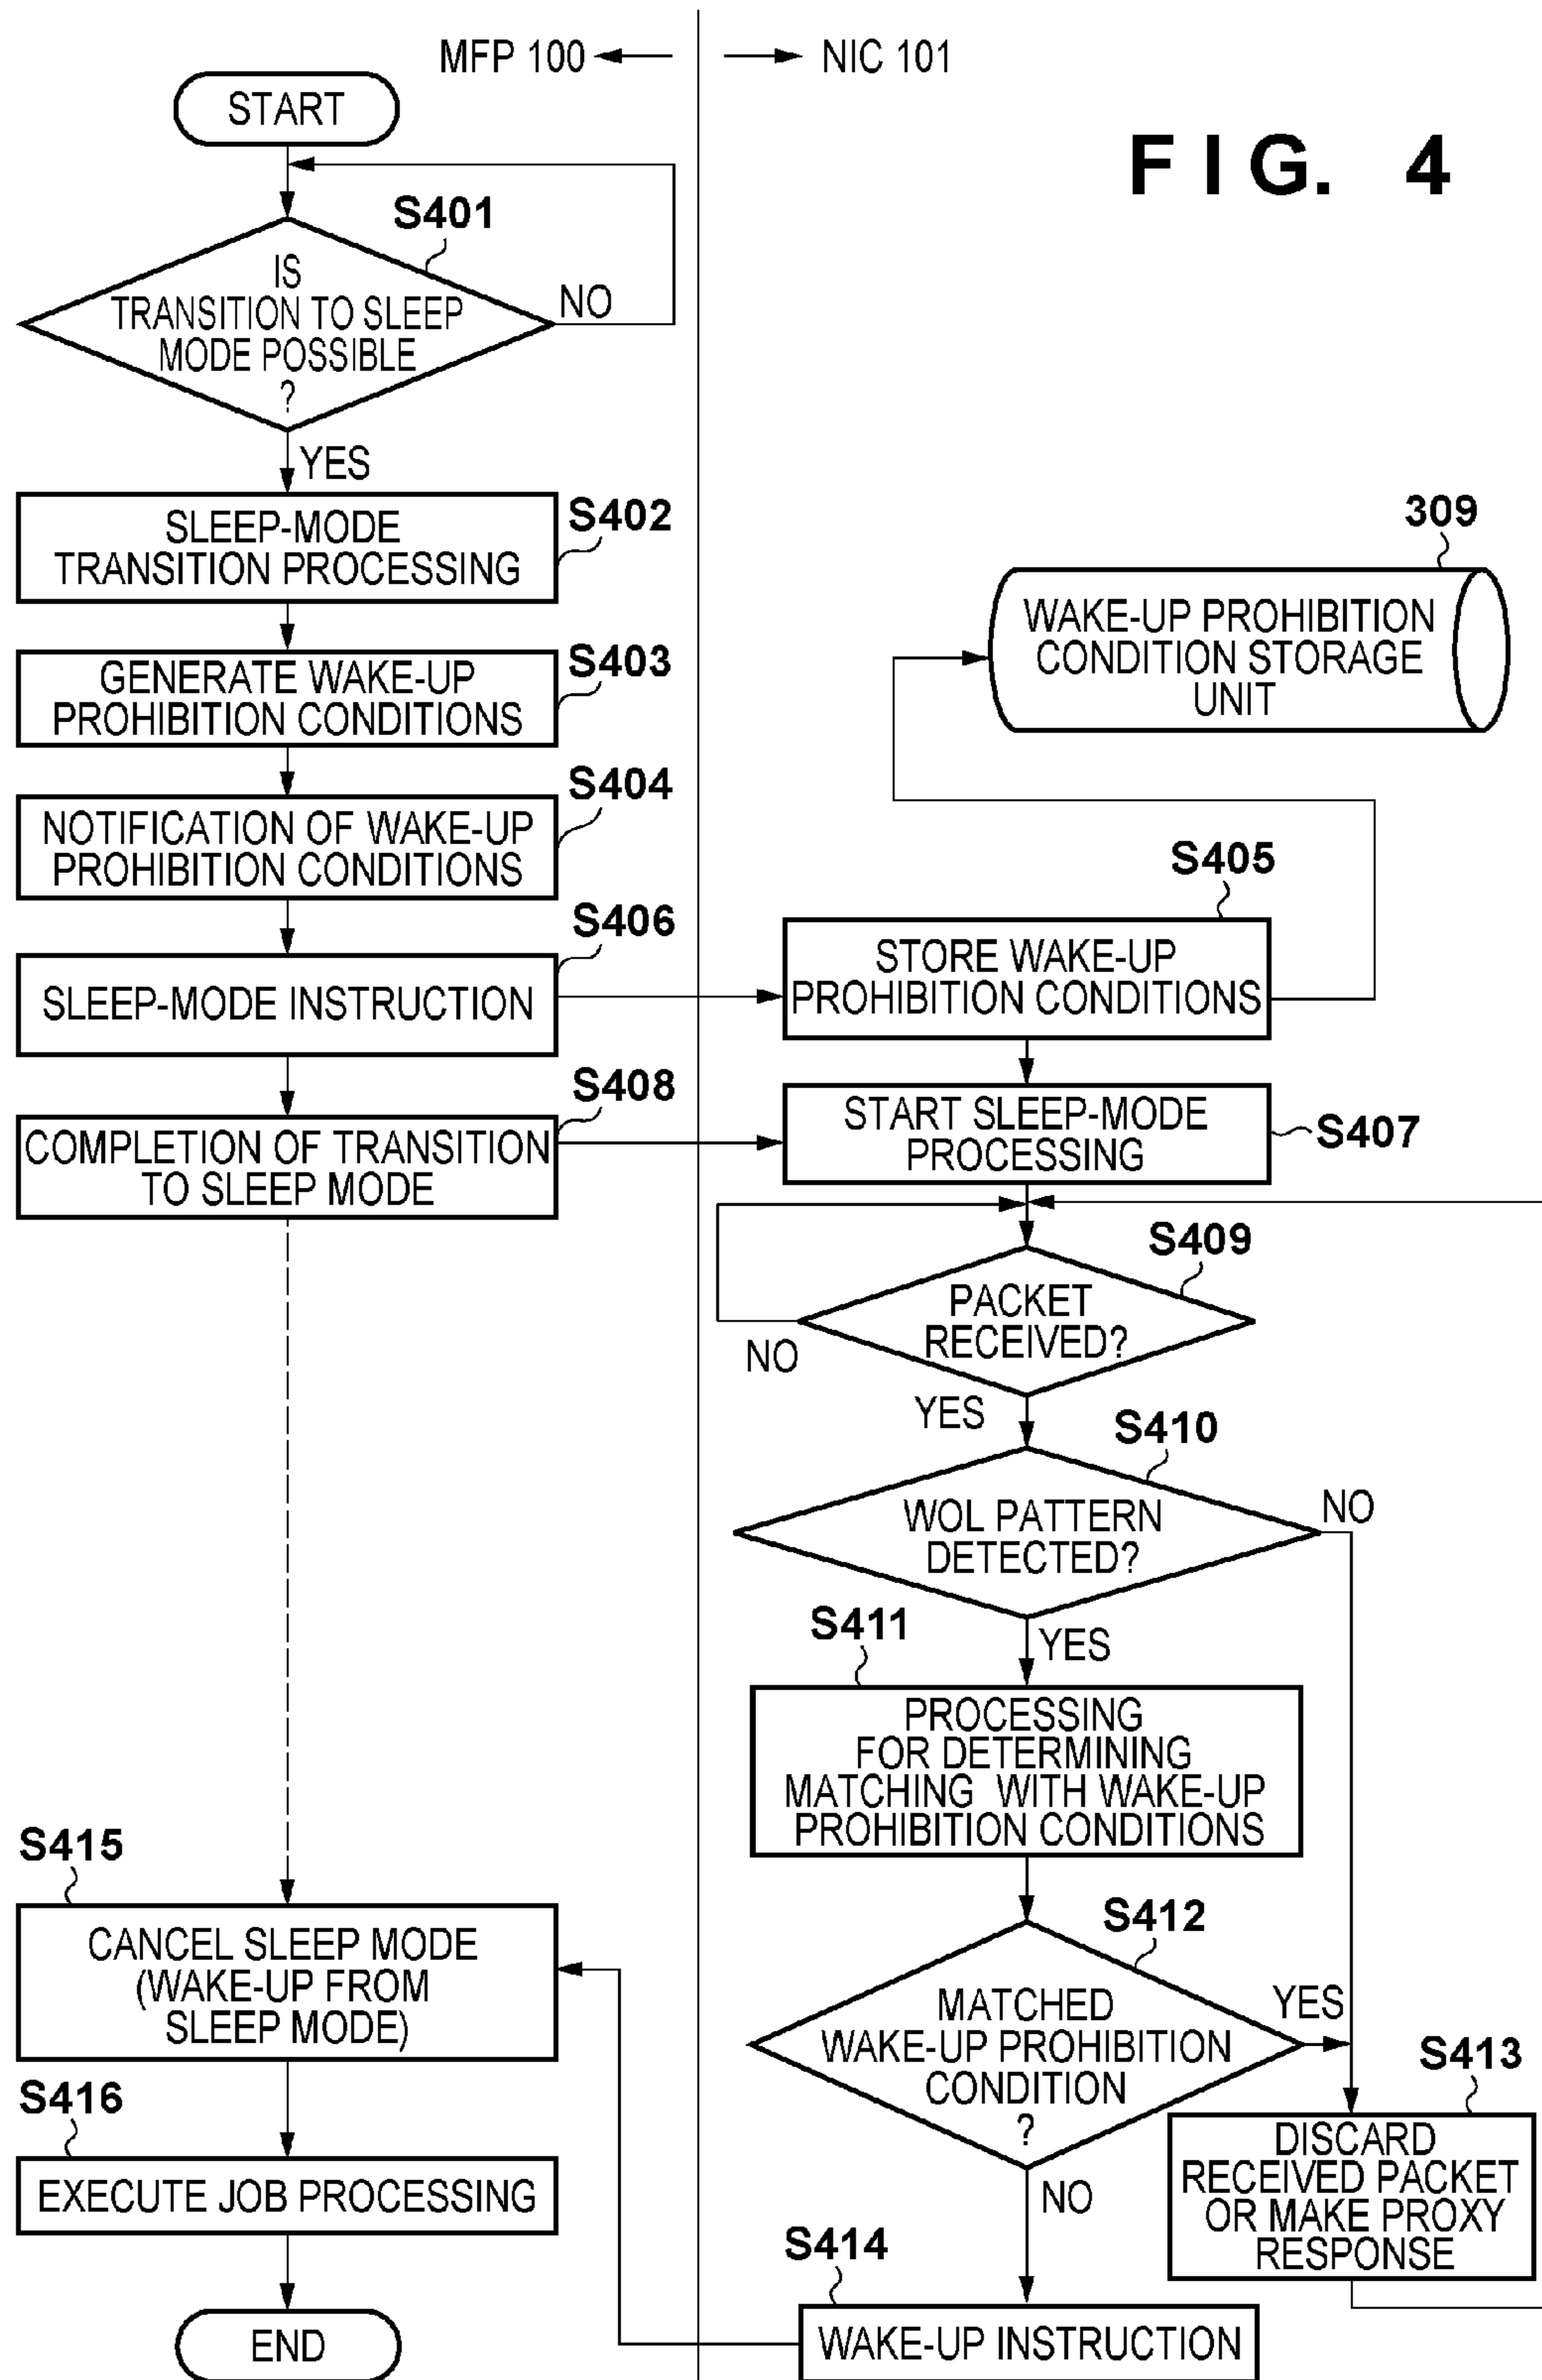 MFP 100
NIC 101
FIG. 4
START
S401
IS
TRANSITION TO SLEEP
MODE POSSIBLE
?
NO
YES
SLEEP-MODE
TRANSITION PROCESSING
S402
GENERATE WAKE-UP
PROHIBITION CONDITIONS
S403
NOTIFICATION OF WAKE-UP
PROHIBITION CONDITIONS
S404
SLEEP-MODE INSTRUCTION
S406
COMPLETION OF TRANSITION
TO SLEEP MODE
S408
309
WAKE-UP PROHIBITION
CONDITION STORAGE
UNIT
S405
STORE WAKE-UP
PROHIBITION CONDITIONS
START SLEEP-MODE
PROCESSING
S407
S409
PACKET
RECEIVED?
NO
YES
S410
WOL PATTERN
DETECTED?
NO
YES
S411
PROCESSING
FOR DETERMINING
MATCHING WITH WAKE-UP
PROHIBITION CONDITIONS
S412
MATCHED
WAKE-UP PROHIBITION
CONDITION
?
YES
NO
S413
DISCARD
RECEIVED PACKET
OR MAKE PROXY
RESPONSE
S414
WAKE-UP INSTRUCTION
S415
CANCEL SLEEP MODE
(WAKE-UP FROM
SLEEP MODE)
S416
EXECUTE JOB PROCESSING
END